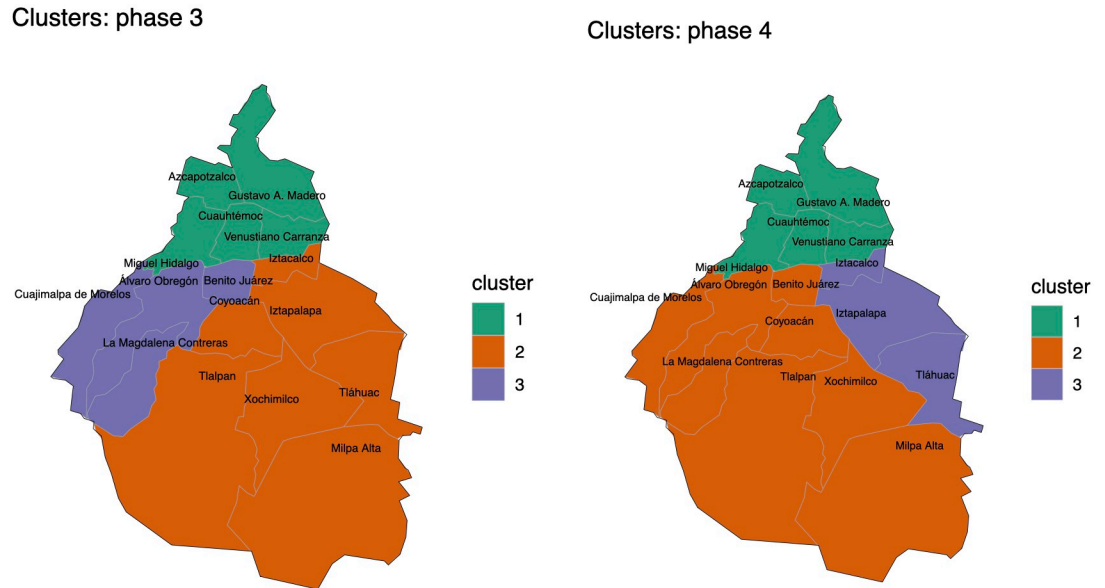 Clusters: phase 3
Azcapotzalco
Gustavo A. Madero
Cuauhtémoc
Venustiano Carranza
Miguel Hidalgo
Iztacalco
Álvaro Obregón
Benito Juárez
Cuajimalpa de Morelos
Coyoacán
Iztapalapa
La Magdalena Contreras
Tlalpan
Xochimilco
Tláhuac
Milpa Alta
cluster
1
2
3
Clusters: phase 4
Azcapotzalco
Gustavo A. Madero
Cuauhtémoc
Venustiano Carranza
Miguel Hidalgo
Iztacalco
Álvaro Obregón
Benito Juárez
Cuajimalpa de Morelos
Iztapalapa
Coyoacán
La Magdalena Contreras
Tlalpan
Xochimilco
Tláhuac
Milpa Alta
cluster
1
2
3